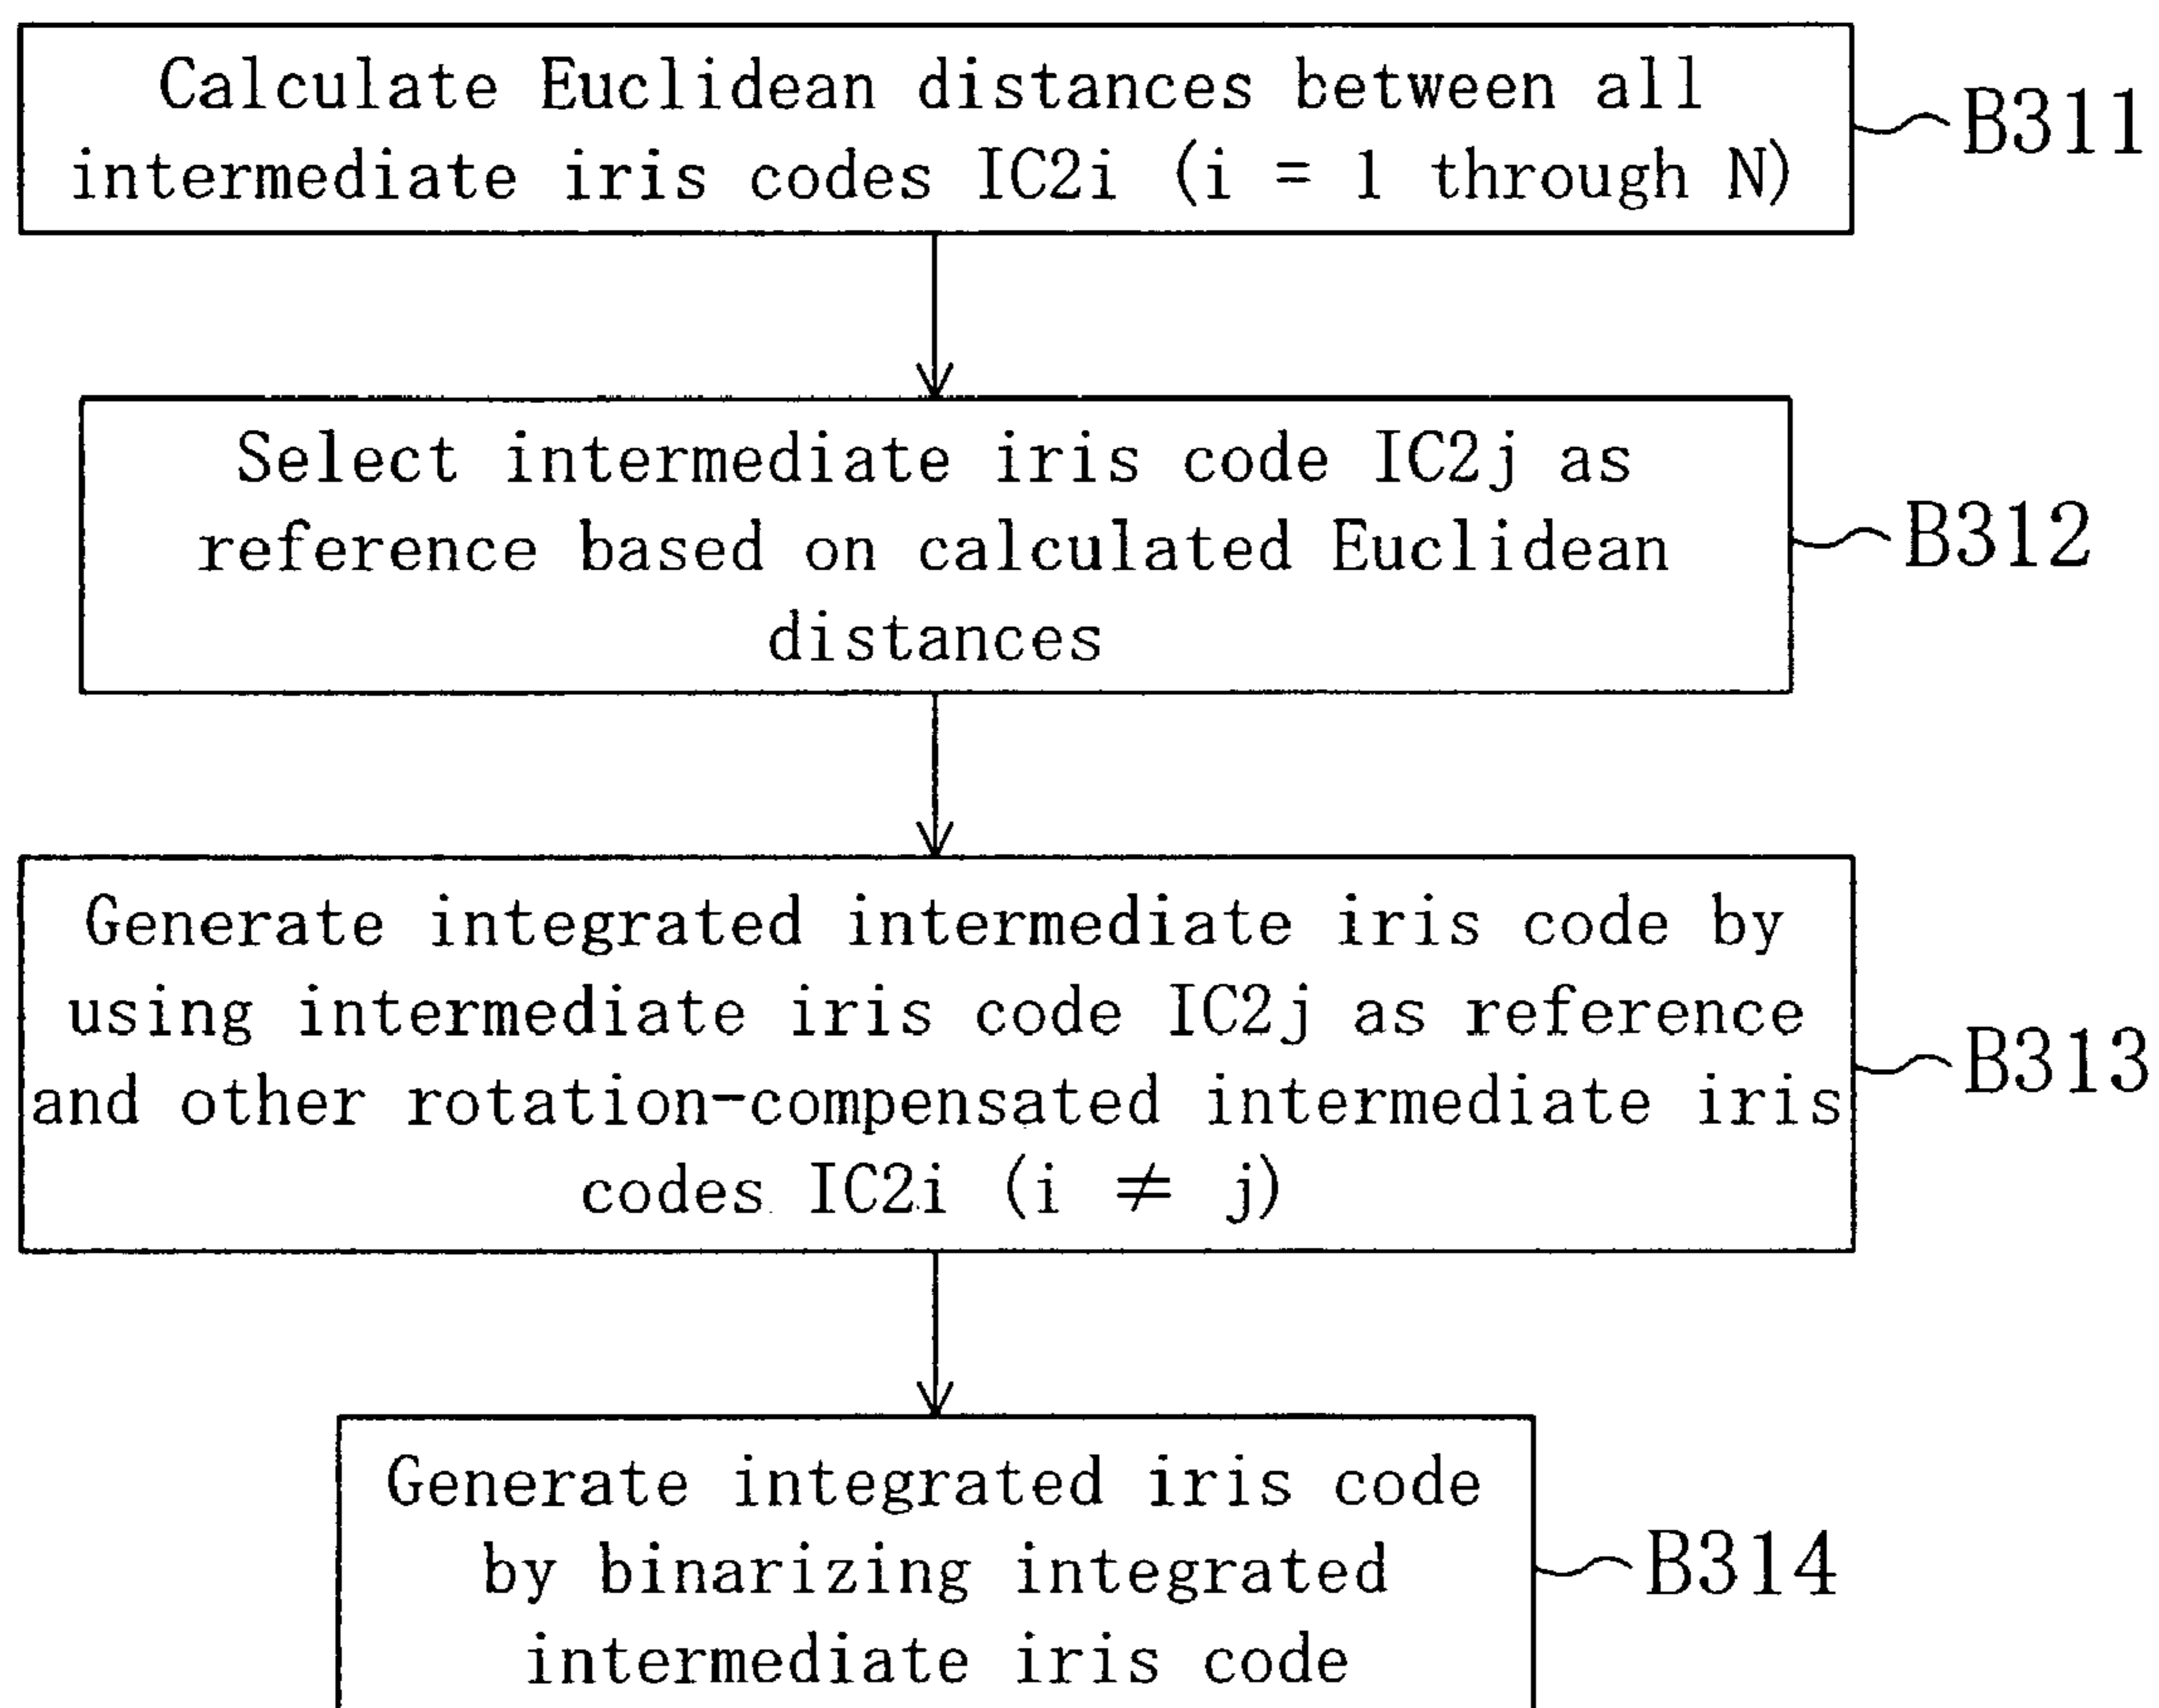 Calculate Euclidean distances between all
intermediate iris codes IC2i (i = 1 through N)
B311
Select intermediate iris code IC2j as
reference based on calculated Euclidean
distances
B312
Generate integrated intermediate iris code by
using intermediate iris code IC2j as reference
and other rotation-compensated intermediate iris
codes IC2i (i ≠ j)
B313
Generate integrated iris code
by binarizing integrated
intermediate iris code
B314